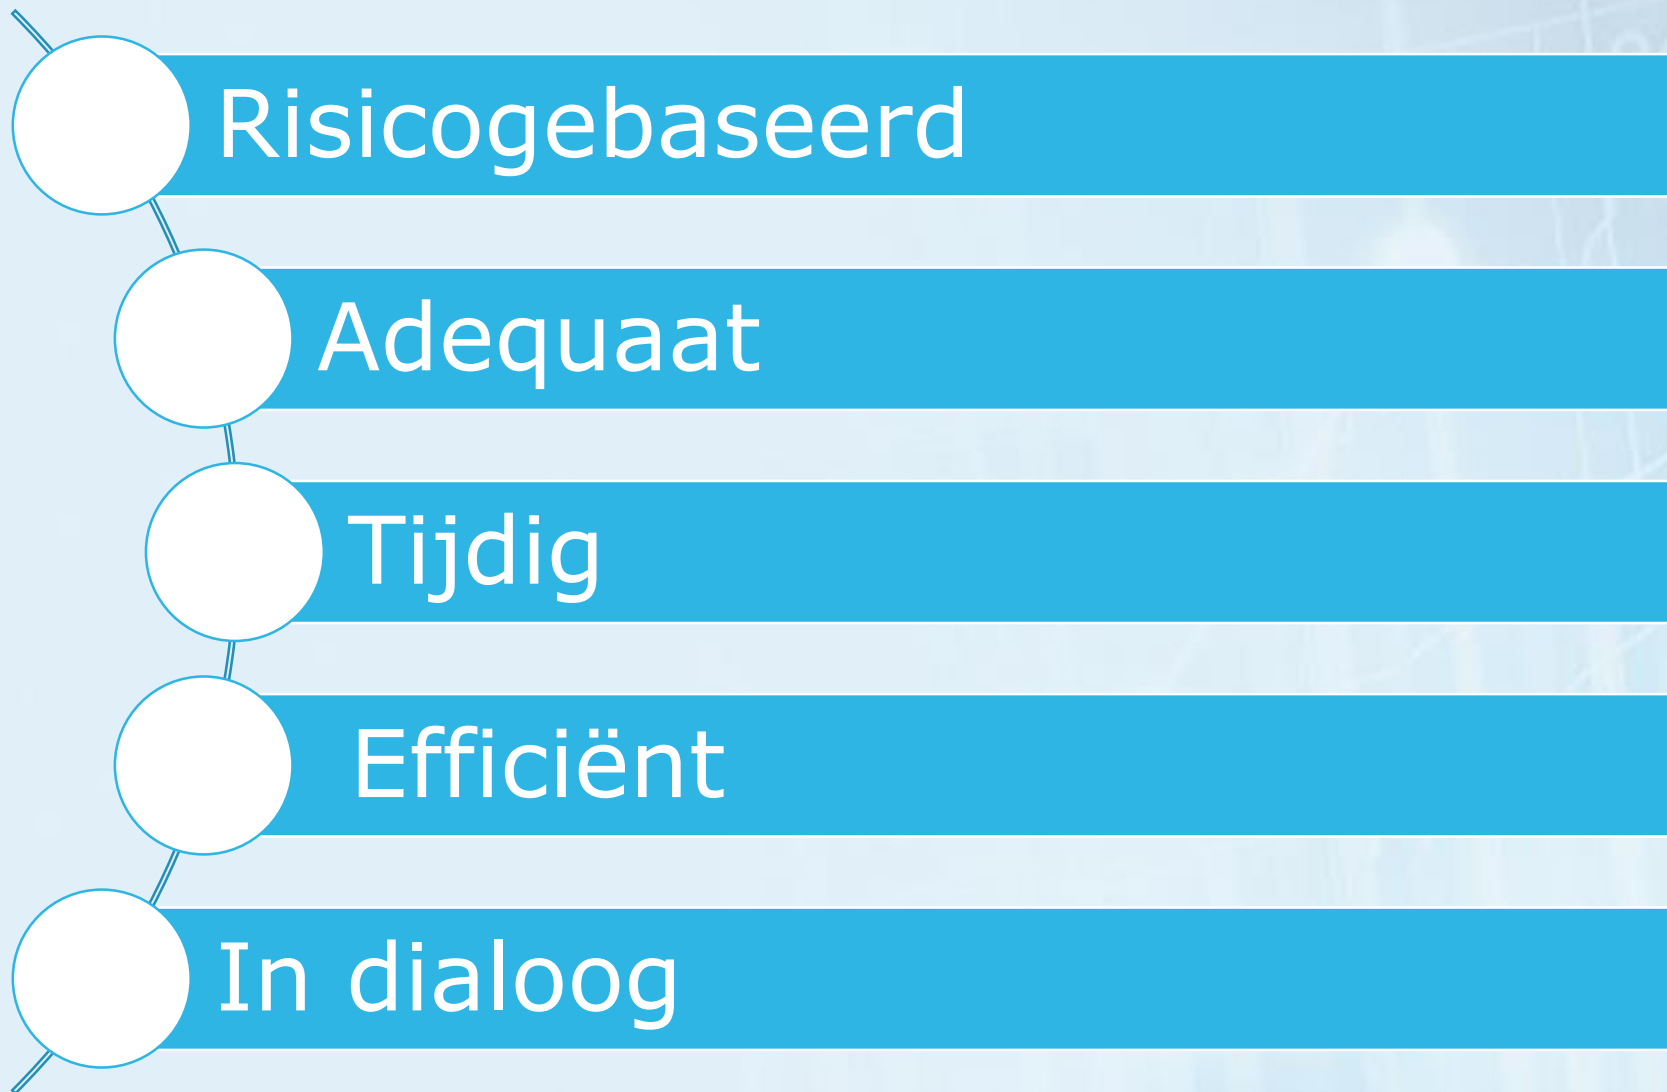 Risicogebaseerd
Adequaat
Tijdig
Efficiënt
In dialoog